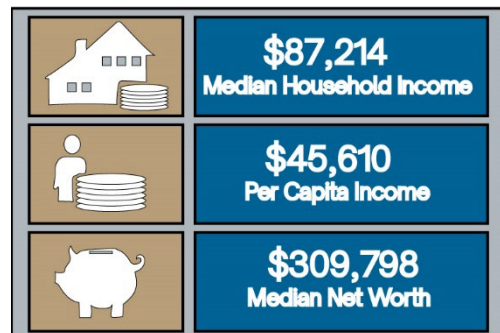 $87,214
Median Household Income
$45,610
Per Capita Income
$309,798
Median Net Worth